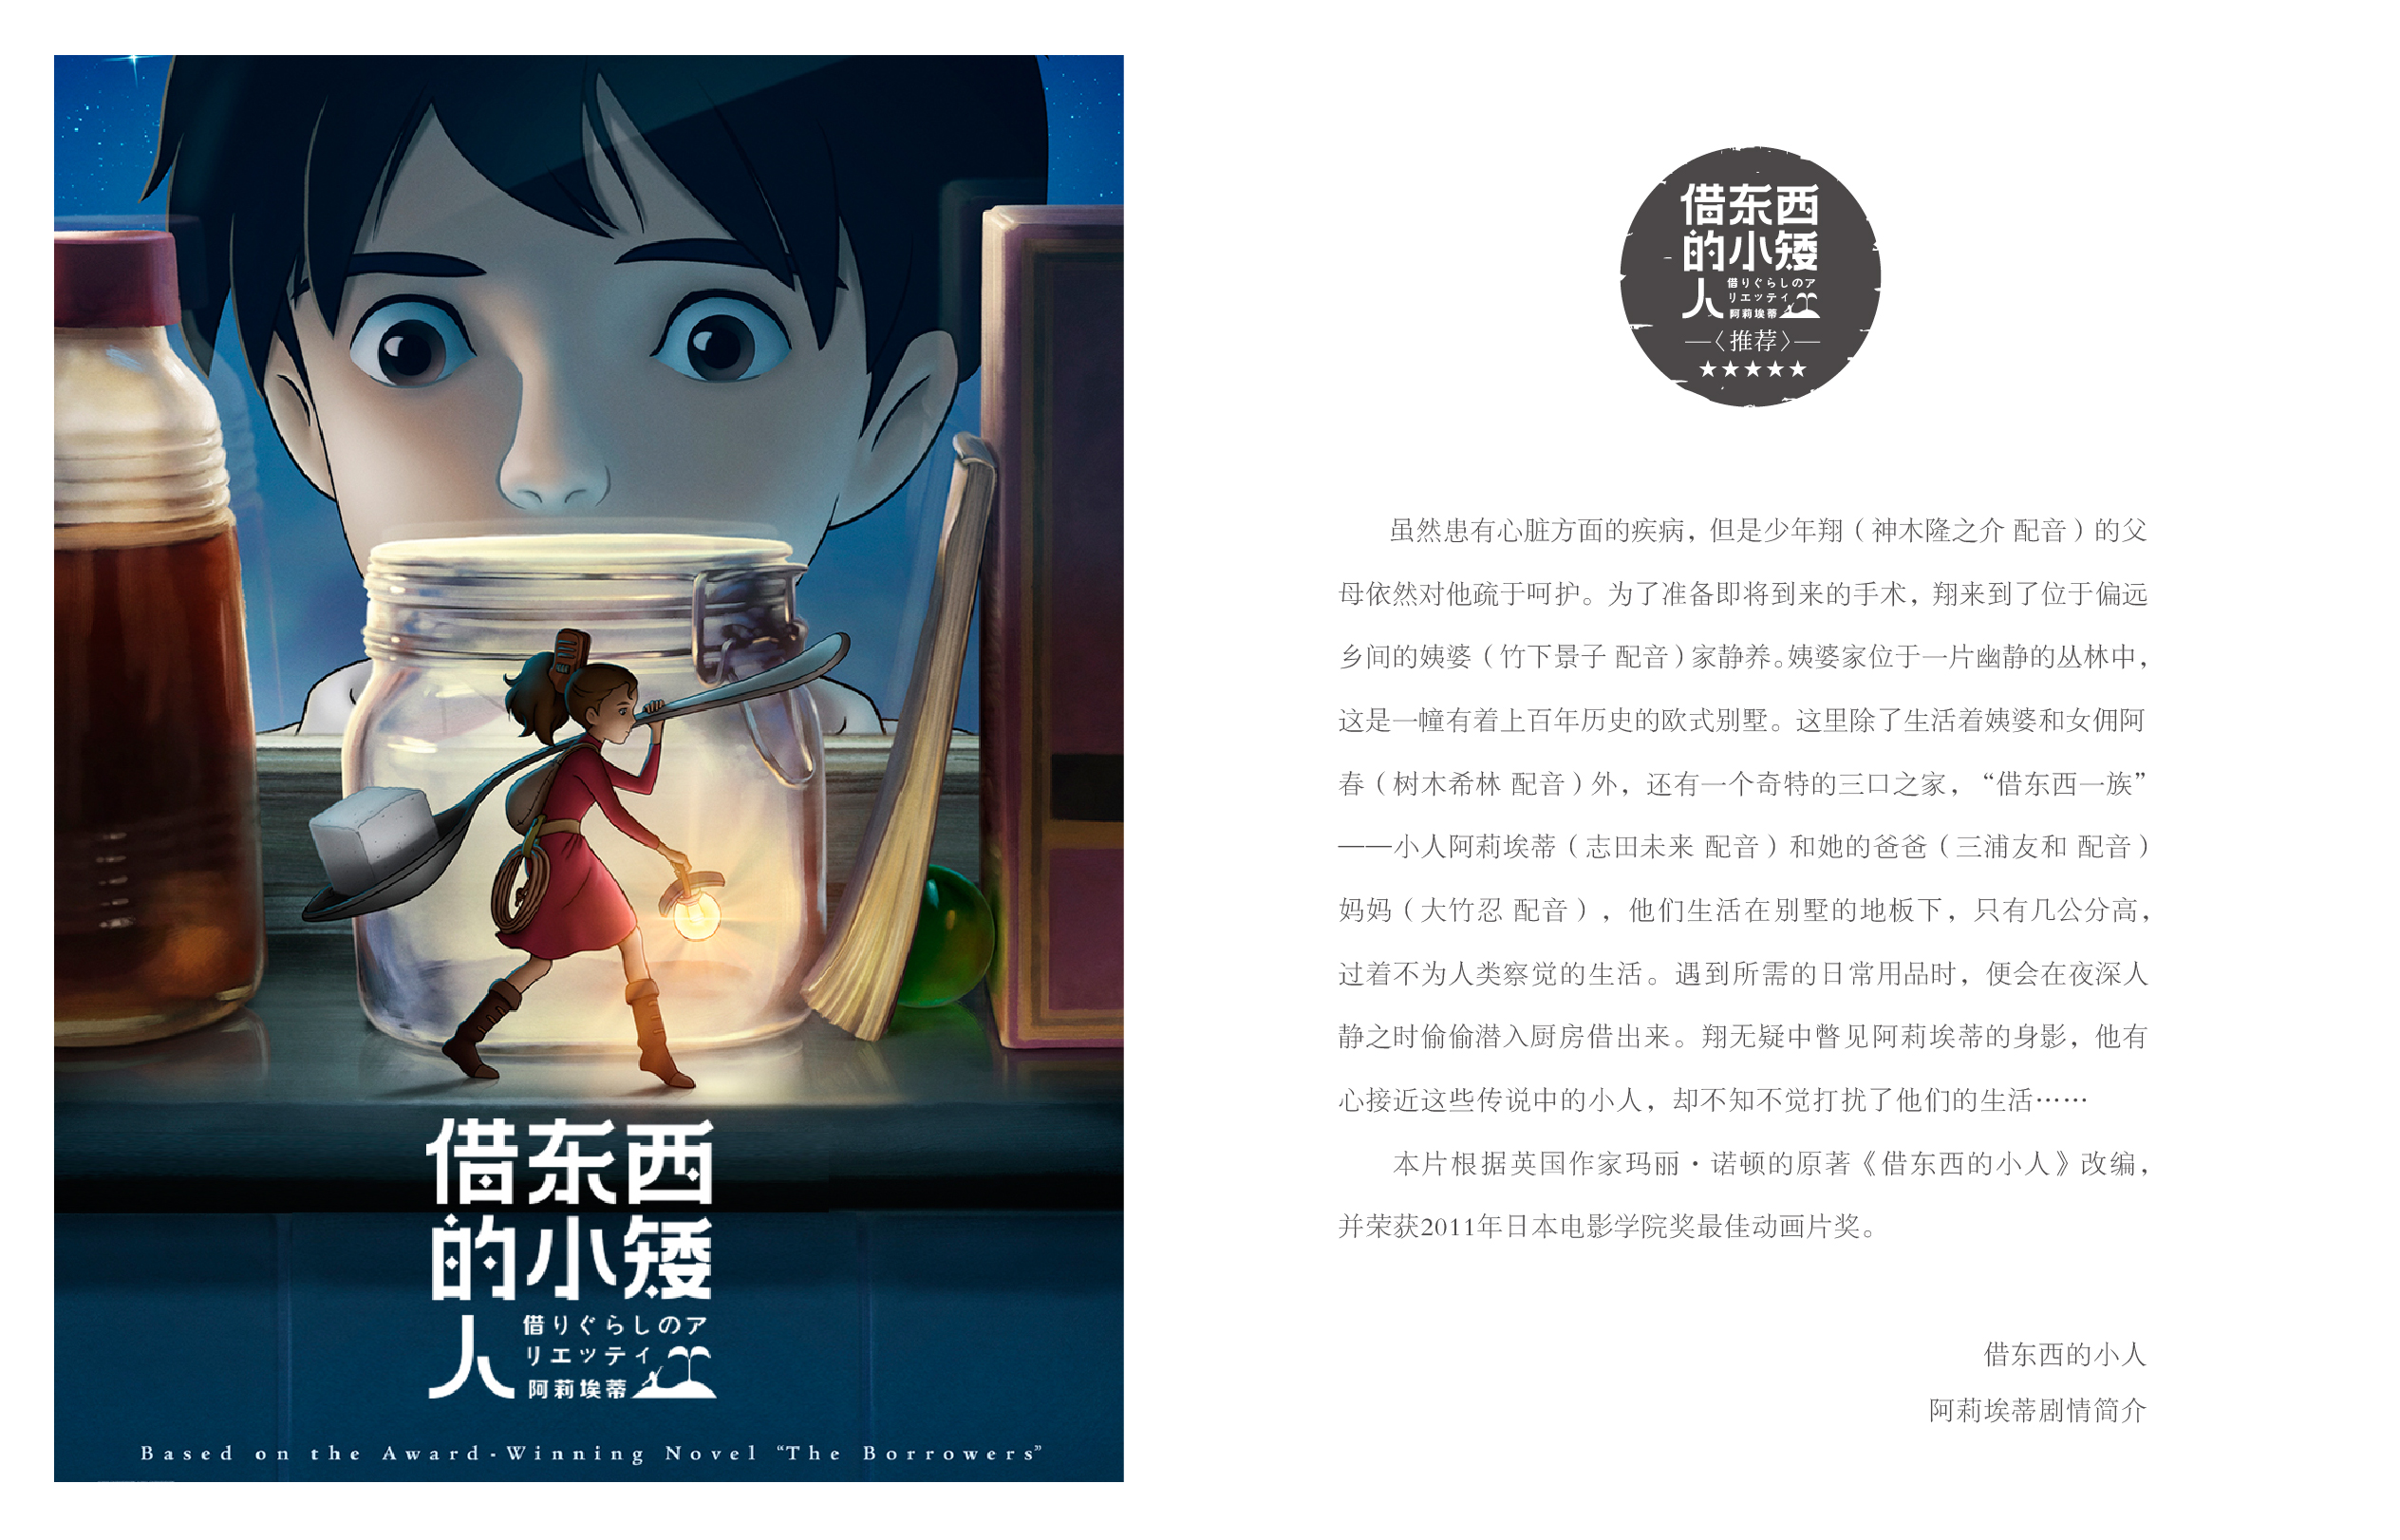 借东西
的小矮
人
借りぐらしのア
リエッティ
阿莉埃蒂
Based on the Award-Winning Novel “The Borrowers”
借东西
的小矮
人
借りぐらしのア
リエッティ
阿莉埃蒂
—〈推荐〉—
★★★★★
虽然患有心脏方面的疾病，但是少年翔（神木隆之介 配音）的父
母依然对他疏于呵护。为了准备即将到来的手术，翔来到了位于偏远
乡间的姨婆（竹下景子 配音）家静养。姨婆家位于一片幽静的丛林中，
这是一幢有着上百年历史的欧式别墅。这里除了生活着姨婆和女佣阿
春（树木希林 配音）外，还有一个奇特的三口之家，“借东西一族”
——小人阿莉埃蒂（志田未来 配音）和她的爸爸（三浦友和 配音）
妈妈（大竹忍 配音），他们生活在别墅的地板下，只有几公分高，
过着不为人类察觉的生活。遇到所需的日常用品时，便会在夜深人
静之时偷偷潜入厨房借出来。翔无疑中瞥见阿莉埃蒂的身影，他有
心接近这些传说中的小人，却不知不觉打扰了他们的生活……
本片根据英国作家玛丽·诺顿的原著《借东西的小人》改编，
并荣获2011年日本电影学院奖最佳动画片奖。
借东西的小人
阿莉埃蒂剧情简介